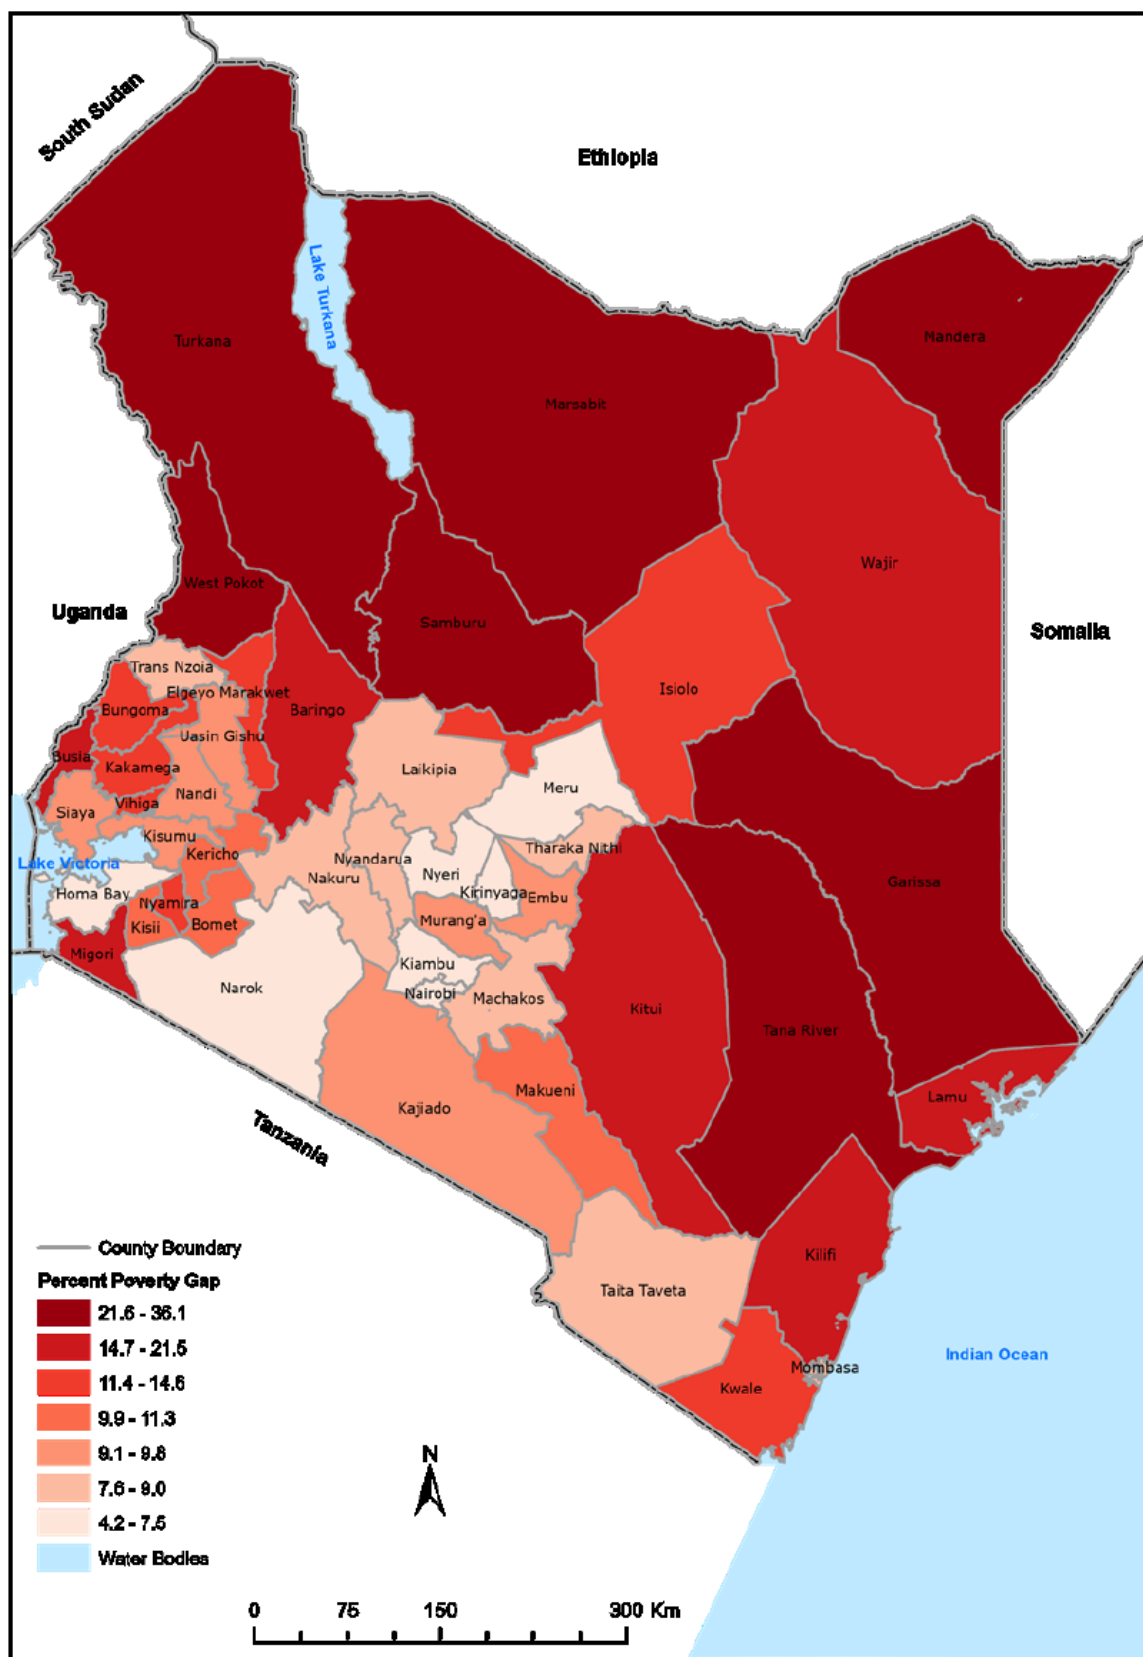 South Sudan
Ethiopia
Lake Turkana
Turkana
Mandera
Marsabit
Wajir
West Pokot
Uganda
Samburu
Somalia
Trans Nzoia
Elgeyo Marakwet
Isiolo
Bungoma
Baringo
Uasin Gishu
Busia
Kakamega
Laikipia
Meru
Nandi
Vihiga
Siaya
Kisumu
Tharaka Nithi
Kericho
Nyandarua
Lake Victoria
Nyeri
Nakuru
Garissa
Homa Bay
Kirinyaga
Embu
Nyamira
Murang'a
Kisii
Bomet
Migori
Kiambu
Narok
Nairobi
Machakos
Kitui
Tana River
Makueni
Lamu
Kajiado
Tanzania
County Boundary
Kilifi
Percent Poverty Gap
Taita Taveta
21.6 - 36.1
14.7 - 21.5
Indian Ocean
Mombasa
11.4 - 14.6
Kwale
9.9 - 11.3
9.1 - 9.8
N
7.6 - 9.0
4.2 - 7.5
Water Bodies
0 75 150 300 Km